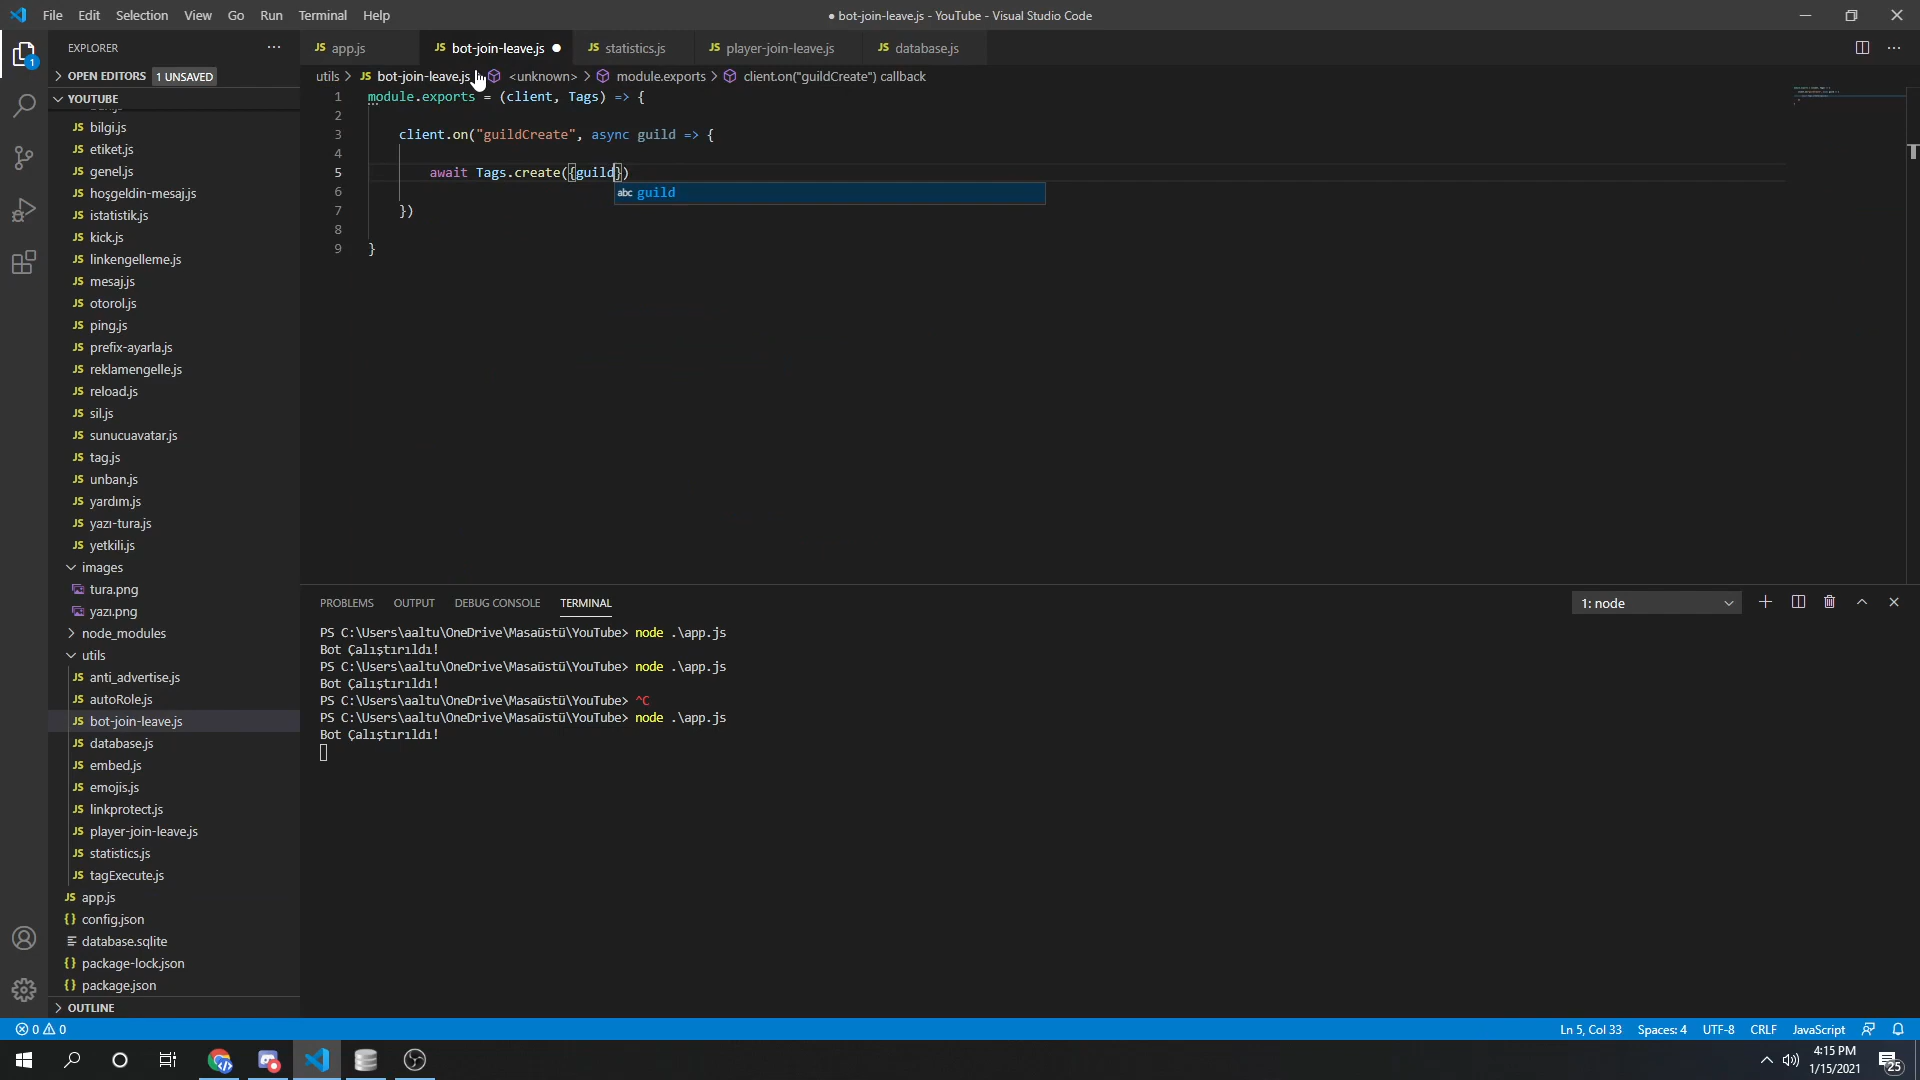 File Edit Selection View Go Run Terminal Help
● bot-join-leave.js - YouTube - Visual Studio Code
EXPLORER
OPEN EDITORS 1 UNSAVED
YOUTUBE
bilgi.js
etiket.js
genel.js
hoşgeldin-mesaj.js
istatistik.js
kick.js
linkengelleme.js
mesaj.js
otorol.js
ping.js
prefix-ayarla.js
reklamengelle.js
reload.js
sil.js
sunucuavatar.js
tag.js
unban.js
yardım.js
yazı-tura.js
yetkili.js
images
tura.png
yazı.png
node_modules
utils
anti_advertise.js
autoRole.js
bot-join-leave.js
database.js
embed.js
emojis.js
linkprotect.js
player-join-leave.js
statistics.js
tagExecute.js
app.js
config.json
database.sqlite
package-lock.json
package.json
OUTLINE
app.js bot-join-leave.js statistics.js player-join-leave.js database.js
utils > JS bot-join-leave.js > <unknown> > module.exports > client.on("guildCreate") callback
1 module.exports = (client, Tags) => {
2
3 client.on("guildCreate", async guild => {
4
5 await Tags.create({guild})
abc guild
6
7 })
8
9 }
PROBLEMS OUTPUT DEBUG CONSOLE TERMINAL
1: node
PS C:\Users\aaltu\OneDrive\Masaüstü\YouTube> node .\app.js
Bot Çalıştırıldı!
PS C:\Users\aaltu\OneDrive\Masaüstü\YouTube> node .\app.js
Bot Çalıştırıldı!
PS C:\Users\aaltu\OneDrive\Masaüstü\YouTube> ^C
PS C:\Users\aaltu\OneDrive\Masaüstü\YouTube> node .\app.js
Bot Çalıştırıldı!
0 0
Ln 5, Col 33 Spaces: 4 UTF-8 CRLF JavaScript
4:15 PM
1/15/2021
25